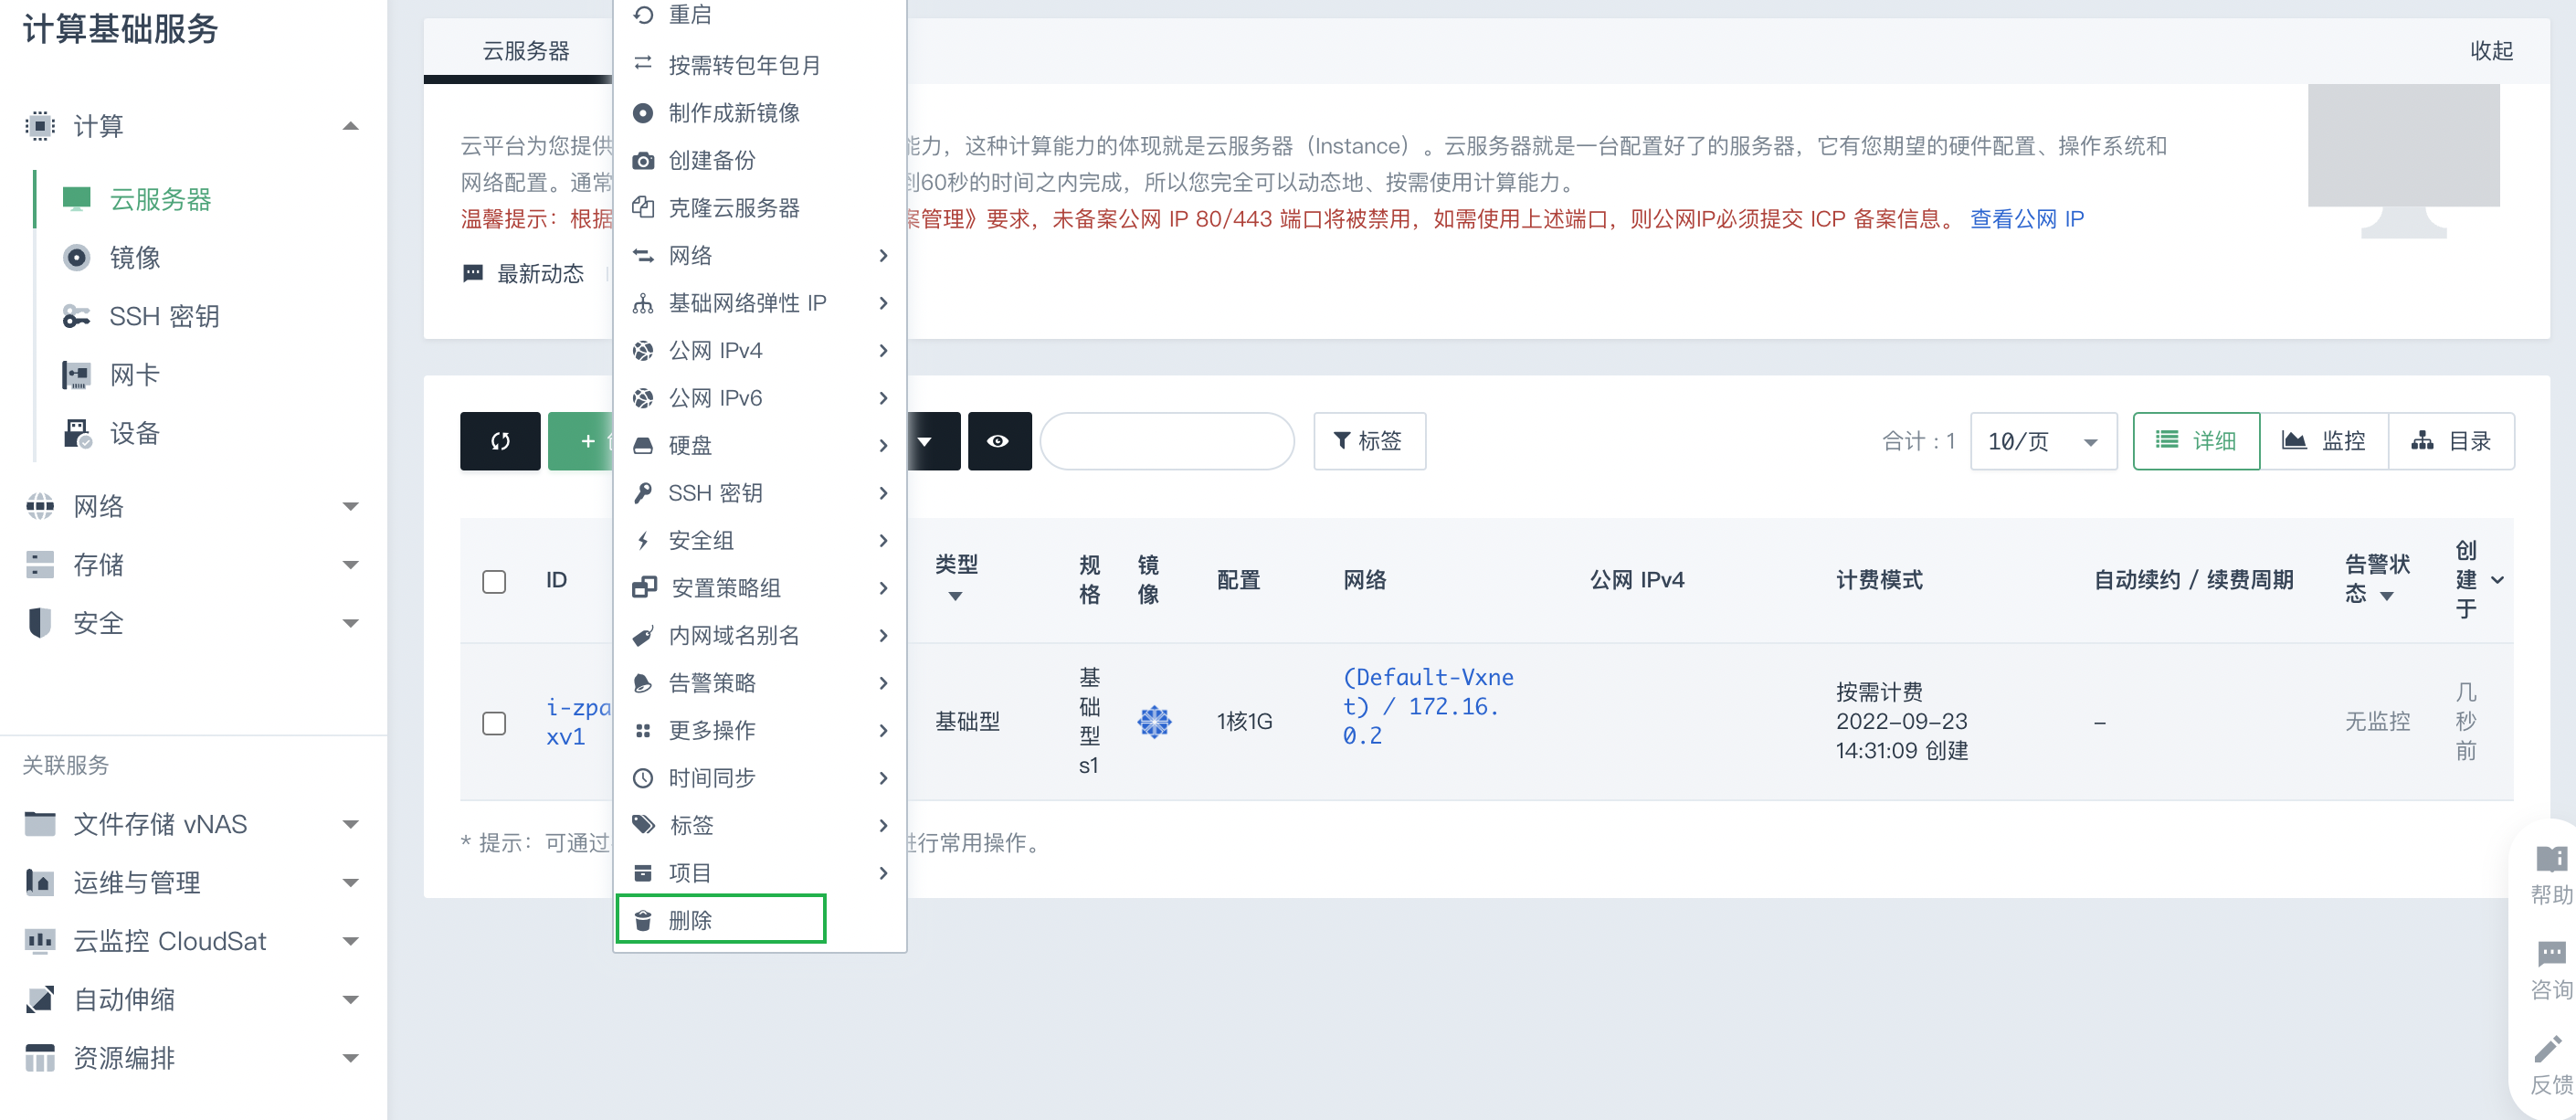 计算基础服务
计算
云服务器
镜像
SSH 密钥
网卡
设备
网络
存储
安全
关联服务
文件存储 vNAS
运维与管理
云监控 CloudSat
自动伸缩
资源编排
云服务器
收起
云平台为您提供
能力，这种计算能力的体现就是云服务器（Instance）。云服务器就是一台配置好了的服务器，它有您期望的硬件配置、操作系统和
网络配置。通常
到60秒的时间之内完成，所以您完全可以动态地、按需使用计算能力。
温馨提示：根据
案管理》要求，未备案公网 IP 80/443 端口将被禁用，如需使用上述端口，则公网IP必须提交 ICP 备案信息。 查看公网 IP
最新动态
重启
按需转包年包月
制作成新镜像
创建备份
克隆云服务器
网络
基础网络弹性 IP
公网 IPv4
公网 IPv6
硬盘
SSH 密钥
安全组
安置策略组
内网域名别名
告警策略
更多操作
时间同步
标签
项目
删除
标签
合计 : 1
10/页
详细
监控
目录
ID
类型
规格
镜像
配置
网络
公网 IPv4
计费模式
自动续约 / 续费周期
告警状态
创建于
i-zpa
xv1
基础型
基础型s1
1核1G
(Default-Vxne
t) / 172.16.
0.2
按需计费
2022-09-23
14:31:09 创建
–
无监控
几秒前
* 提示：可通过
进行常用操作。
帮助
咨询
反馈